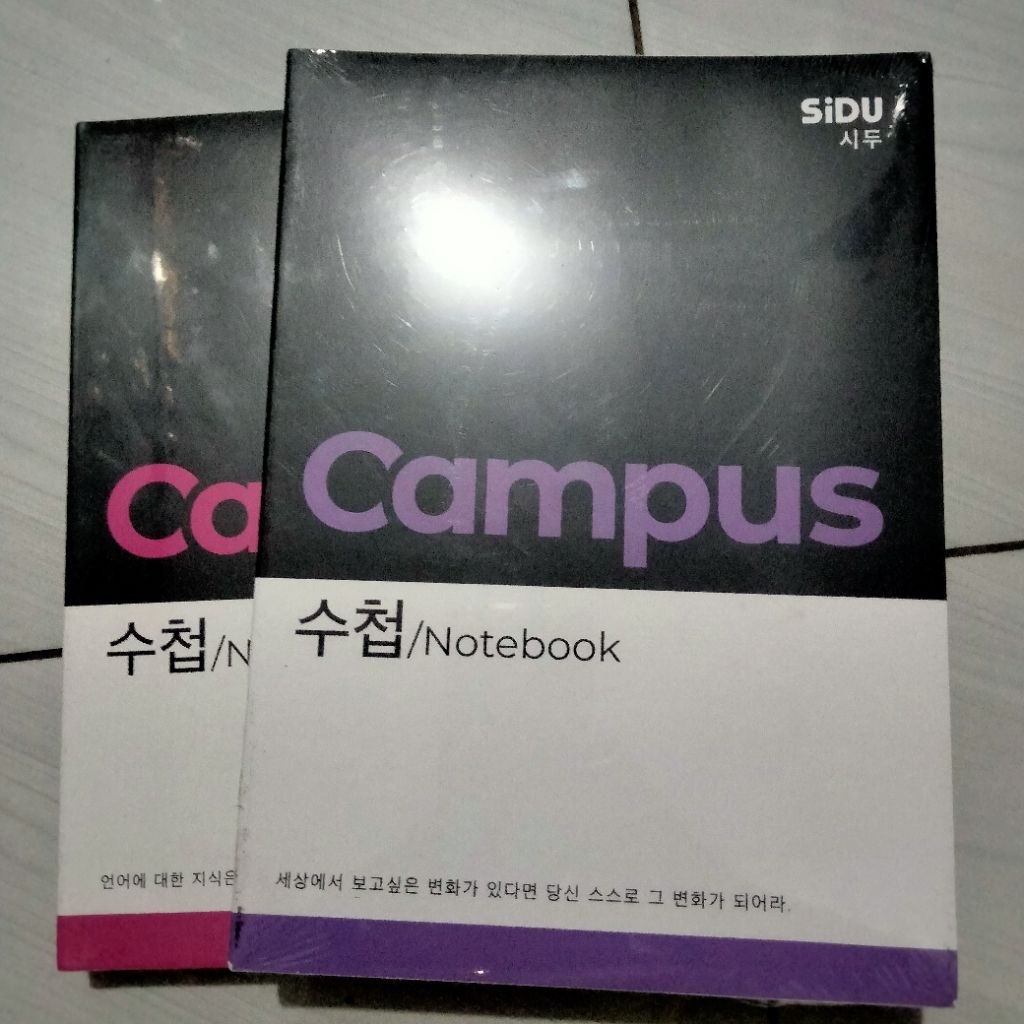 SiDU
시두
Campus
수첩/Notebook
세상에서 보고싶은 변화가 있다면 당신 스스로 그 변화가 되어라.
Ca
수첩/N
언어에 대한 지식은